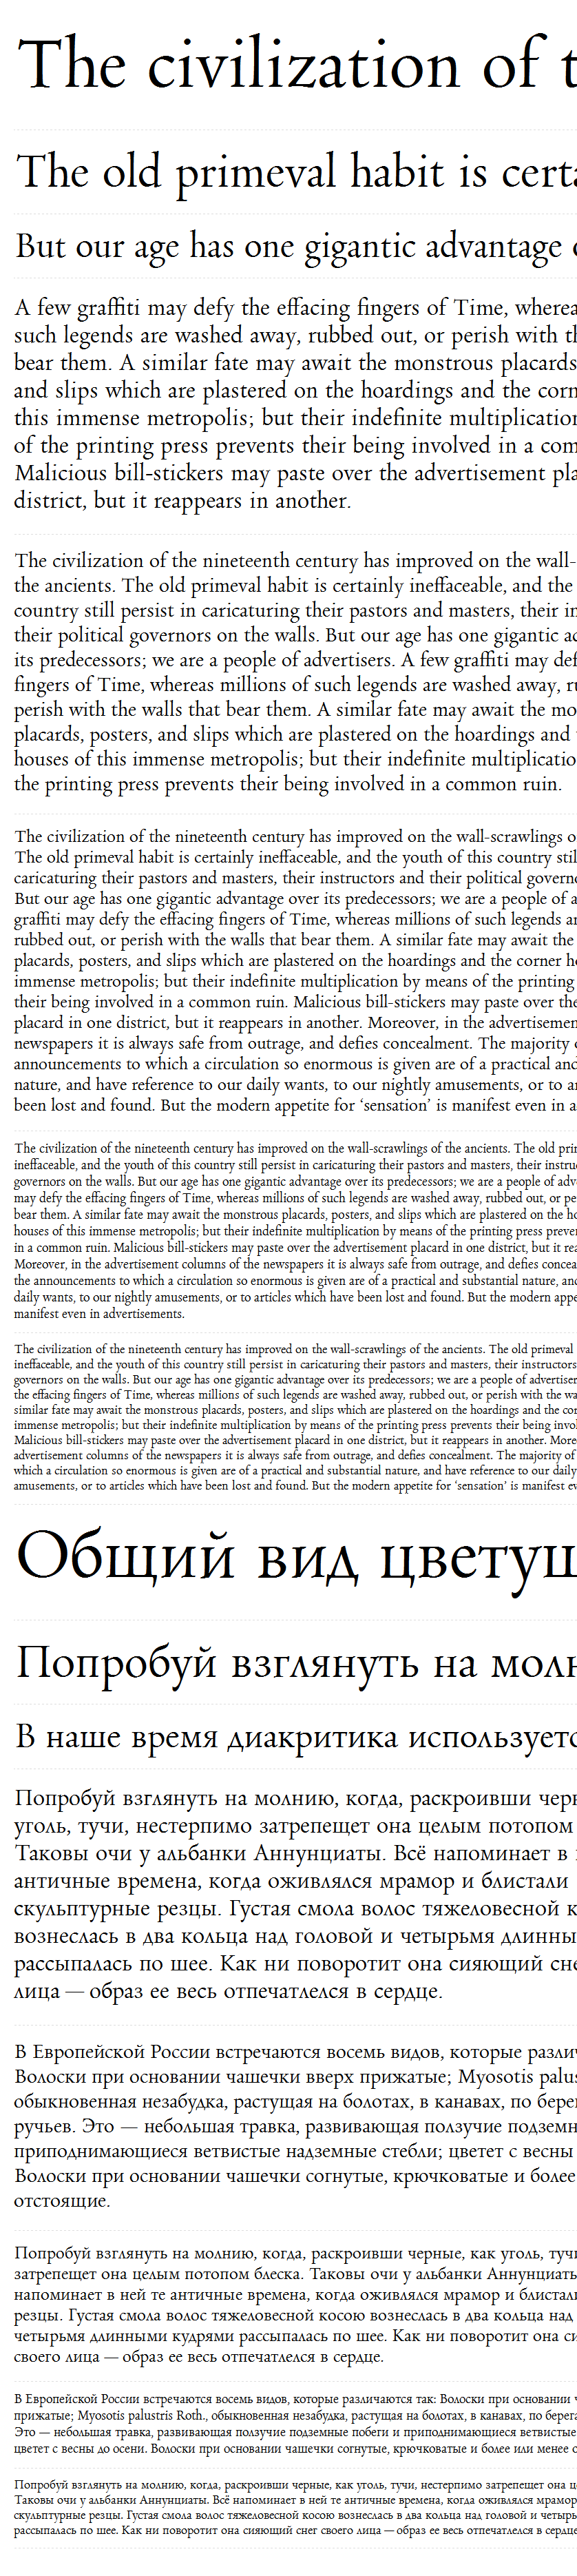 The civilization of t
The old primeval habit is certa
But our age has one gigantic advantage o
A few graffiti may defy the effacing fingers of Time, wherea
such legends are washed away, rubbed out, or perish with th
bear them. A similar fate may await the monstrous placards
and slips which are plastered on the hoardings and the corn
this immense metropolis; but their indefinite multiplication
of the printing press prevents their being involved in a com
Malicious bill-stickers may paste over the advertisement pla
district, but it reappears in another.
The civilization of the nineteenth century has improved on the wall-
the ancients. The old primeval habit is certainly ineffaceable, and the
country still persist in caricaturing their pastors and masters, their in
their political governors on the walls. But our age has one gigantic ad
its predecessors; we are a people of advertisers. A few graffiti may def
fingers of Time, whereas millions of such legends are washed away, ru
perish with the walls that bear them. A similar fate may await the mo
placards, posters, and slips which are plastered on the hoardings and
houses of this immense metropolis; but their indefinite multiplicatio
the printing press prevents their being involved in a common ruin.
The civilization of the nineteenth century has improved on the wall-scrawlings o
The old primeval habit is certainly ineffaceable, and the youth of this country stil
caricaturing their pastors and masters, their instructors and their political governo
But our age has one gigantic advantage over its predecessors; we are a people of a
graffiti may defy the effacing fingers of Time, whereas millions of such legends ar
rubbed out, or perish with the walls that bear them. A similar fate may await the
placards, posters, and slips which are plastered on the hoardings and the corner ho
immense metropolis; but their indefinite multiplication by means of the printing
their being involved in a common ruin. Malicious bill-stickers may paste over the
placard in one district, but it reappears in another. Moreover, in the advertisemen
newspapers it is always safe from outrage, and defies concealment. The majority o
announcements to which a circulation so enormous is given are of a practical and
nature, and have reference to our daily wants, to our nightly amusements, or to ar
been lost and found. But the modern appetite for ‘sensation’ is manifest even in a
The civilization of the nineteenth century has improved on the wall-scrawlings of the ancients. The old prim
ineffaceable, and the youth of this country still persist in caricaturing their pastors and masters, their instruc
governors on the walls. But our age has one gigantic advantage over its predecessors; we are a people of adv
may defy the effacing fingers of Time, whereas millions of such legends are washed away, rubbed out, or pe
bear them. A similar fate may await the monstrous placards, posters, and slips which are plastered on the ho
houses of this immense metropolis; but their indefinite multiplication by means of the printing press preven
in a common ruin. Malicious bill-stickers may paste over the advertisement placard in one district, but it rea
Moreover, in the advertisement columns of the newspapers it is always safe from outrage, and defies concea
the announcements to which a circulation so enormous is given are of a practical and substantial nature, and
daily wants, to our nightly amusements, or to articles which have been lost and found. But the modern appe
manifest even in advertisements.
The civilization of the nineteenth century has improved on the wall-scrawlings of the ancients. The old primeval
ineffaceable, and the youth of this country still persist in caricaturing their pastors and masters, their instructors
governors on the walls. But our age has one gigantic advantage over its predecessors; we are a people of advertiser
the effacing fingers of Time, whereas millions of such legends are washed away, rubbed out, or perish with the wa
similar fate may await the monstrous placards, posters, and slips which are plastered on the hoardings and the cor
immense metropolis; but their indefinite multiplication by means of the printing press prevents their being invol
Malicious bill-stickers may paste over the advertisement placard in one district, but it reappears in another. More
advertisement columns of the newspapers it is always safe from outrage, and defies concealment. The majority of
which a circulation so enormous is given are of a practical and substantial nature, and have reference to our daily
amusements, or to articles which have been lost and found. But the modern appetite for ‘sensation’ is manifest ev
Общий вид цветущ
Попробуй взглянуть на молн
В наше время диакритика используетс
Попробуй взглянуть на молнию, когда, раскроивши черн
уголь, тучи, нестерпимо затрепещет она целым потопом
Таковы очи у альбанки Аннунциаты. Всё напоминает в
античные времена, когда оживлялся мрамор и блистали
скульптурные резцы. Густая смола волос тяжеловесной к
вознеслась в два кольца над головой и четырьмя длинны
рассыпалась по шее. Как ни поворотит она сияющий сне
лица — образ ее весь отпечатлелся в сердце.
В Европейской России встречаются восемь видов, которые различ
Волоски при основании чашечки вверх прижатые; Myosotis palus
обыкновенная незабудка, растущая на болотах, в канавах, по берег
ручьев. Это — небольшая травка, развивающая ползучие подземн
приподнимающиеся ветвистые надземные стебли; цветет с весны
Волоски при основании чашечки согнутые, крючковатые и более
отстоящие.
Попробуй взглянуть на молнию, когда, раскроивши черные, как уголь, тучи
затрепещет она целым потопом блеска. Таковы очи у альбанки Аннунциать
напоминает в ней те античные времена, когда оживлялся мрамор и блистали
резцы. Густая смола волос тяжеловесной косою вознеслась в два кольца над
четырьмя длинными кудрями рассыпалась по шее. Как ни поворотит она си
своего лица — образ ее весь отпечатлелся в сердце.
В Европейской России встречаются восемь видов, которые различаются так: Волоски при основании ч
прижатые; Myosotis palustris Roth., обыкновенная незабудка, растущая на болотах, в канавах, по берега
Это — небольшая травка, развивающая ползучие подземные побеги и приподнимающиеся ветвистые
цветет с весны до осени. Волоски при основании чашечки согнутые, крючковатые и более или менее о
Попробуй взглянуть на молнию, когда, раскроивши черные, как уголь, тучи, нестерпимо затрепещет она це
Таковы очи у альбанки Аннунциаты. Всё напоминает в ней те античные времена, когда оживлялся мрамор
скульптурные резцы. Густая смола волос тяжеловесной косою вознеслась в два кольца над головой и четырь
рассыпалась по шее. Как ни поворотит она сияющий снег своего лица — образ ее весь отпечатлелся в сердце